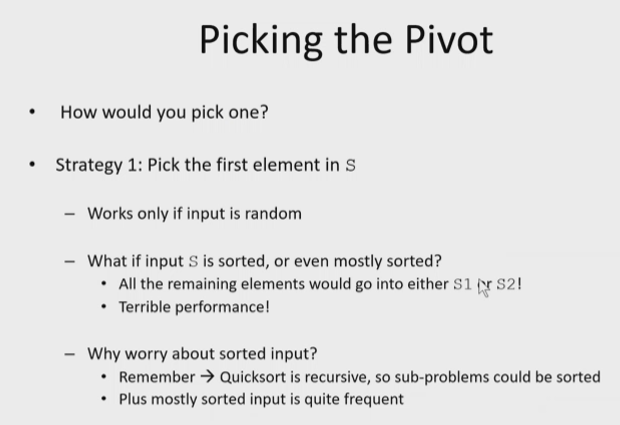 Picking the Pivot
• How would you pick one?
• Strategy 1: Pick the first element in S
– Works only if input is random
– What if input S is sorted, or even mostly sorted?
• All the remaining elements would go into either S1 or S2!
• Terrible performance!
– Why worry about sorted input?
• Remember → Quicksort is recursive, so sub-problems could be sorted
• Plus mostly sorted input is quite frequent